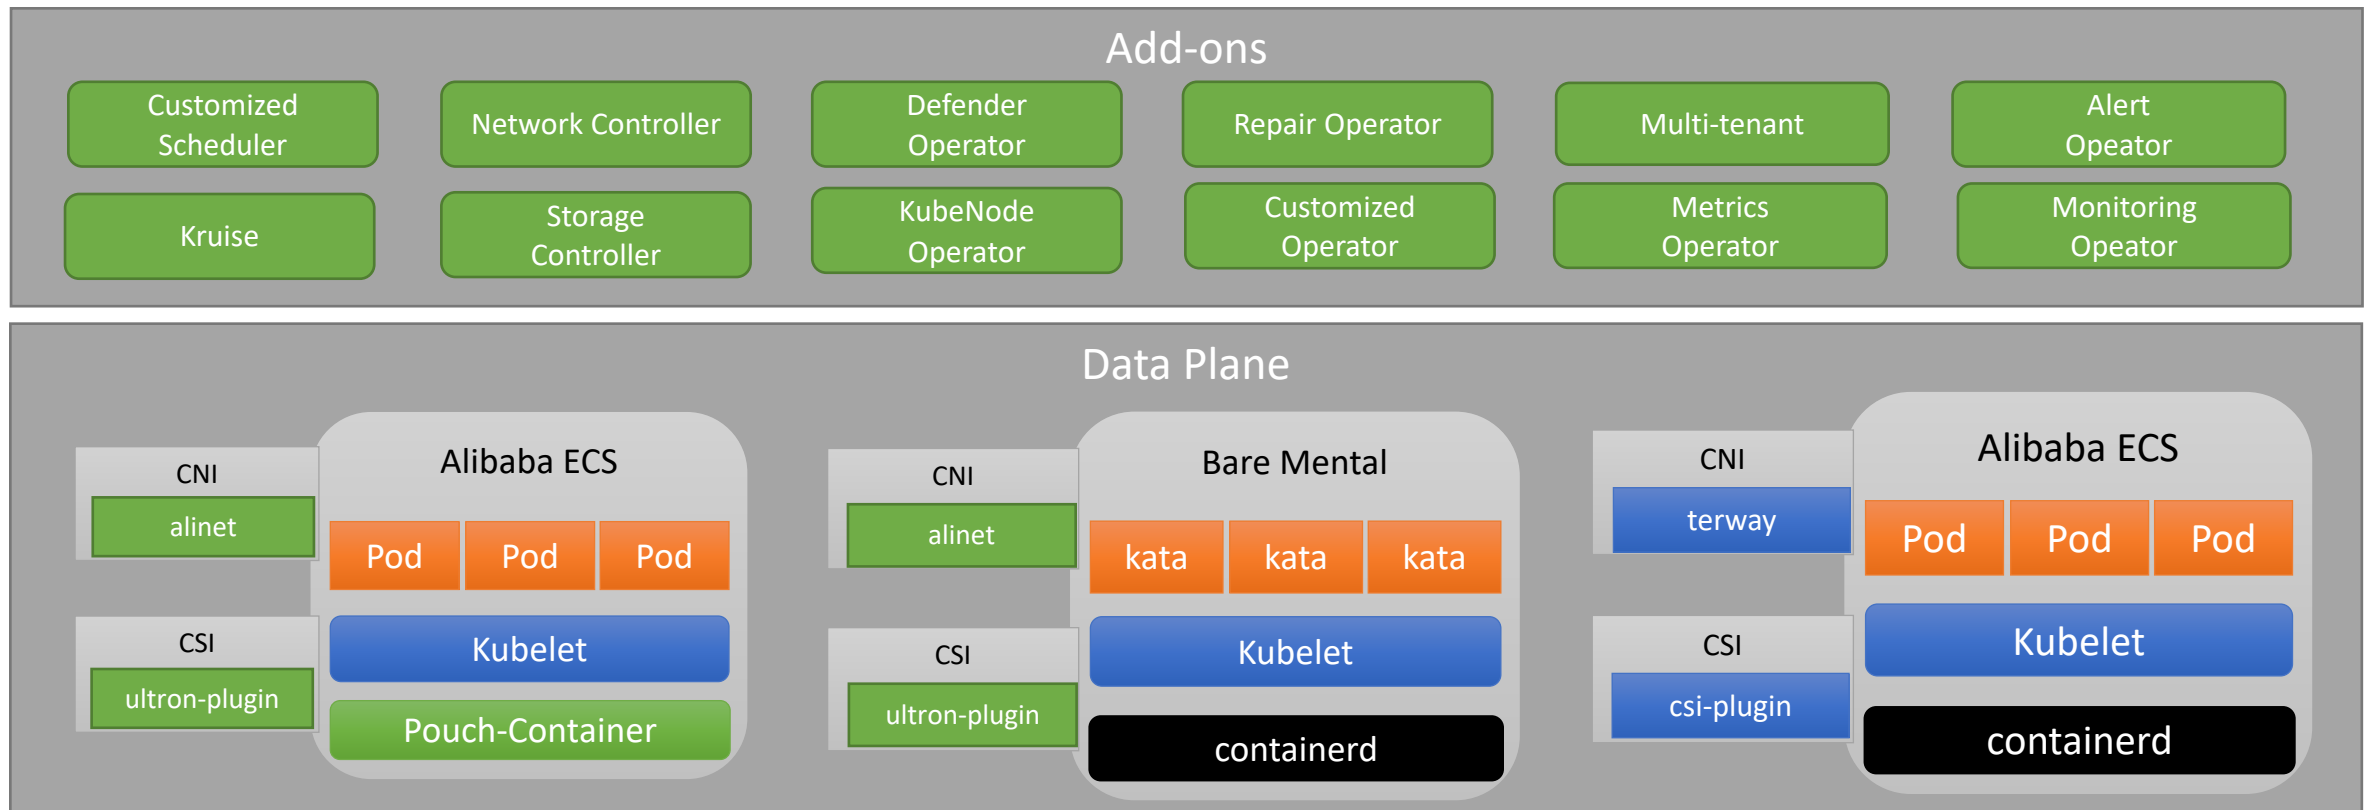 Add-ons
Customized
Scheduler
Network Controller
Defender
Operator
Repair Operator
Multi-tenant
Alert
Opeator
Kruise
Storage
Controller
KubeNode
Operator
Customized
Operator
Metrics
Operator
Monitoring
Opeator
Data Plane
CNI
alinet
CSI
ultron-plugin
Alibaba ECS
Pod Pod Pod
Kubelet
Pouch-Container
CNI
alinet
CSI
ultron-plugin
Bare Mental
kata kata kata
Kubelet
containerd
CNI
terway
CSI
csi-plugin
Alibaba ECS
Pod Pod Pod
Kubelet
containerd